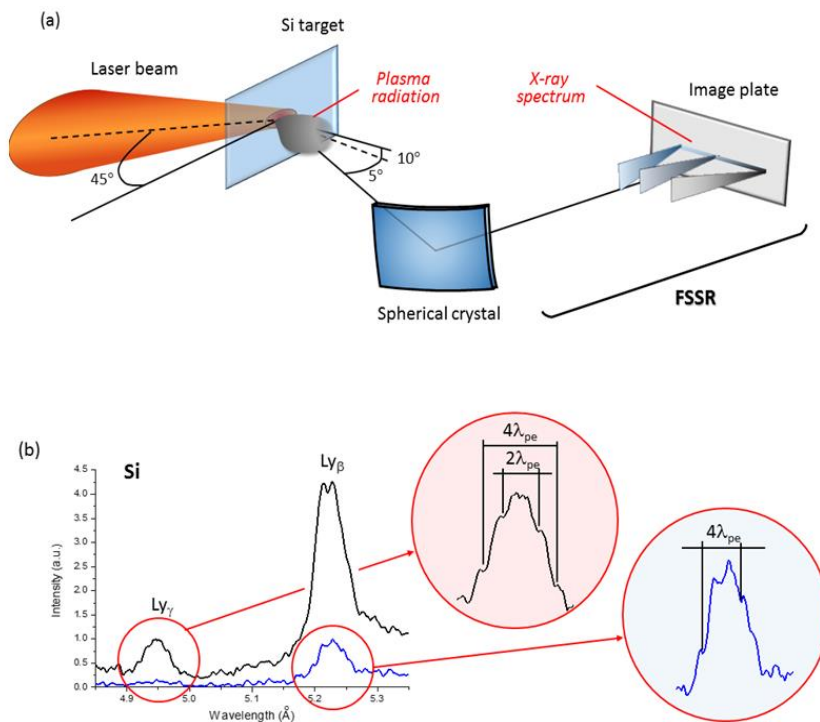 (a)
Si target
Laser beam
Plasma
radiation
X-ray
spectrum
Image plate
45°
10°
5°
Spherical crystal
FSSR
(b)
Si
Lyβ
Lyγ
4λpe
2λpe
4λpe
4.5
4.0
3.5
3.0
2.5
2.0
1.5
1.0
0.5
0.0
Intensity (a.u.)
4.9 5.0 5.1 5.2 5.3
Wavelength (Å)